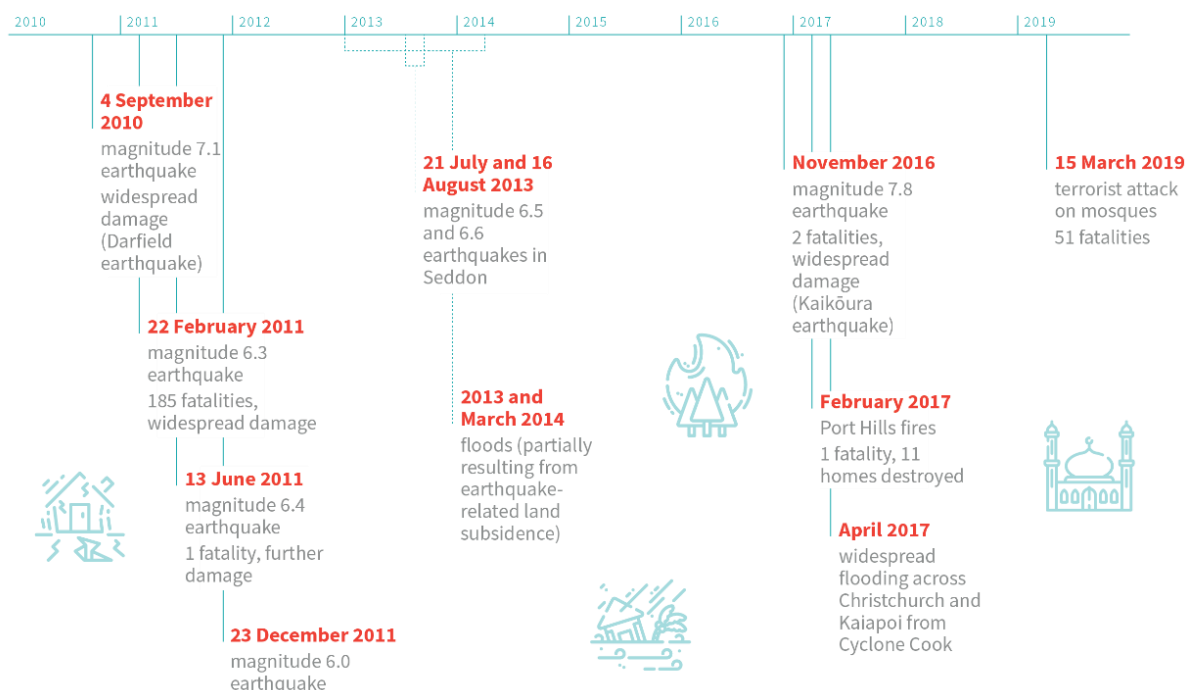 2010
2011
2012
2013
2014
2015
2016
2017
2018
2019
4 September
2010
magnitude 7.1
earthquake
widespread
damage
(Darfield
earthquake)
22 February 2011
magnitude 6.3
earthquake
185 fatalities,
widespread damage
13 June 2011
magnitude 6.4
earthquake
1 fatality, further
damage
23 December 2011
magnitude 6.0
earthquake
21 July and 16
August 2013
magnitude 6.5
and 6.6
earthquakes in
Seddon
2013 and
March 2014
floods (partially
resulting from
earthquake-
related land
subsidence)
November 2016
magnitude 7.8
earthquake
2 fatalities,
widespread
damage
(Kaikōura
earthquake)
February 2017
Port Hills fires
1 fatality, 11
homes destroyed
April 2017
widespread
flooding across
Christchurch and
Kaiapoi from
Cyclone Cook
15 March 2019
terrorist attack
on mosques
51 fatalities